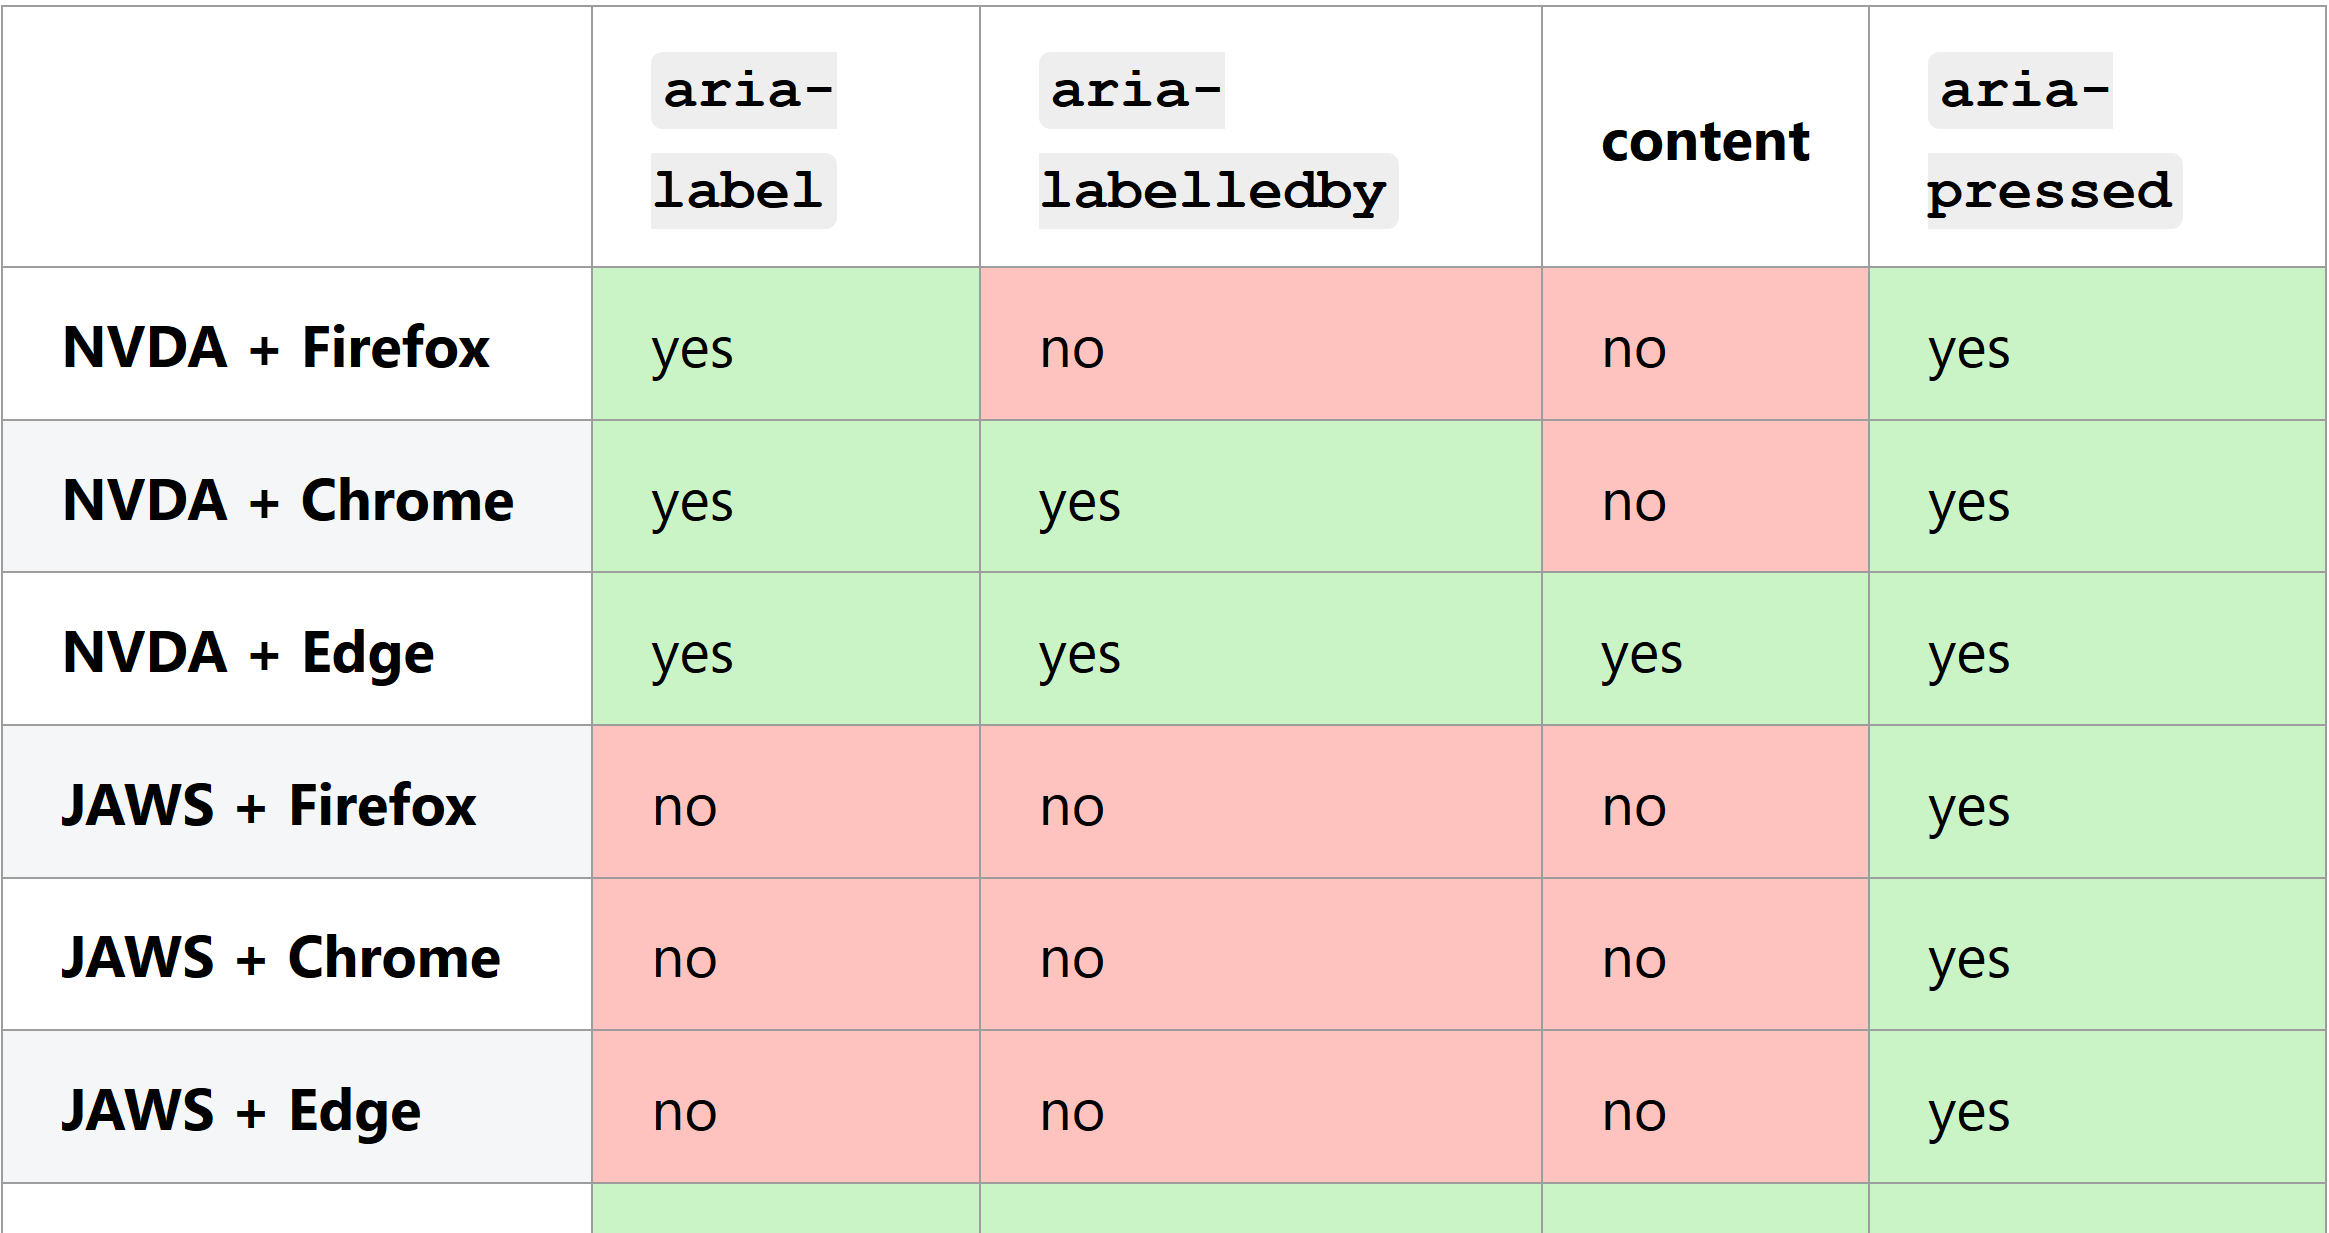 aria-
label
aria-
labelledby
content
aria-
pressed
NVDA + Firefox yes no no yes
NVDA + Chrome yes yes no yes
NVDA + Edge yes yes yes yes
JAWS + Firefox no no no yes
JAWS + Chrome no no no yes
JAWS + Edge no no no yes